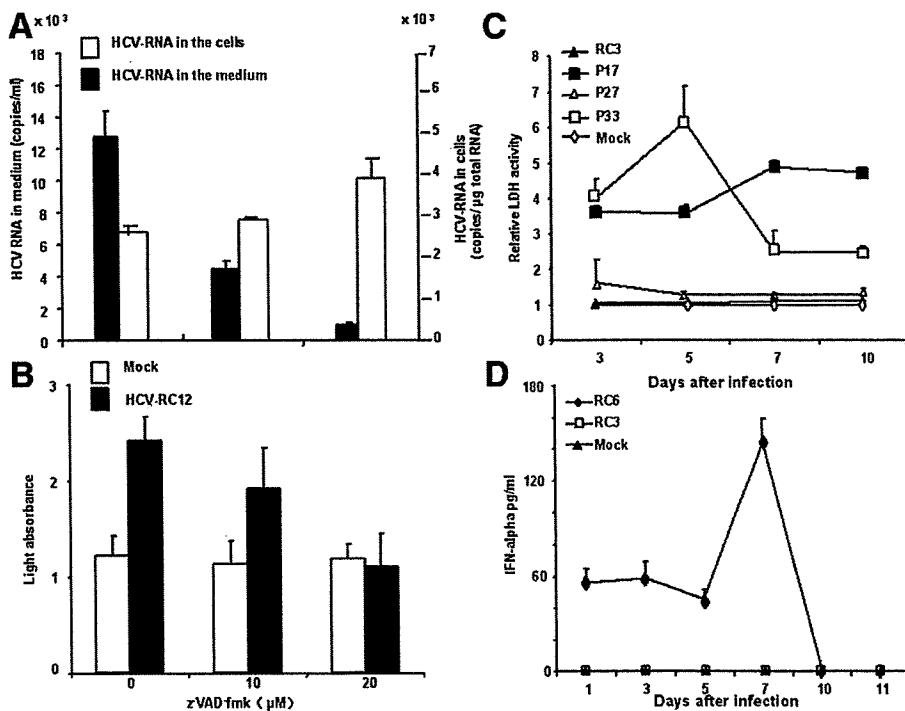 A
x 10³
HCV-RNA in the cells
HCV-RNA in the medium
x 10³
HCV RNA in medium (copies/ml)
18
16
14
12
10
8
6
4
2
0
7
6
5
4
3
2
1
0
HCV-RNA in cells
(copies/µg total RNA)
B
Mock
HCV-RC12
Light absorbance
3
2
1
0
0
10
20
zVAD-fmk (µM)
C
RC3
P17
P27
P33
Mock
Relative LDH activity
8
7
6
5
4
3
2
1
0
3
5
7
10
Days after infection
D
RC6
RC3
Mock
IFN-alpha pg/ml
180
120
60
0
1
3
5
7
10
11
Days after infection